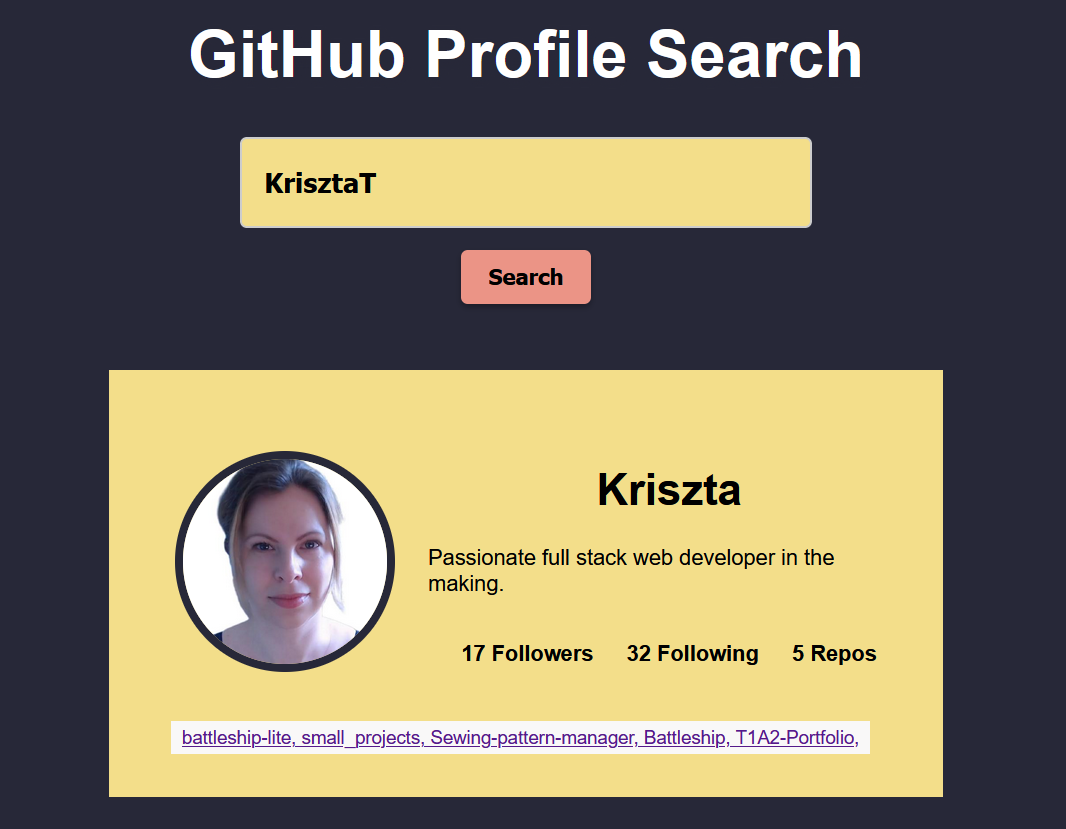 GitHub Profile Search
KrisztaT
Search
Kriszta
Passionate full stack web developer in the
making.
17 Followers 32 Following 5 Repos
battleship-lite, small_projects, Sewing-pattern-manager, Battleship, T1A2-Portfolio,